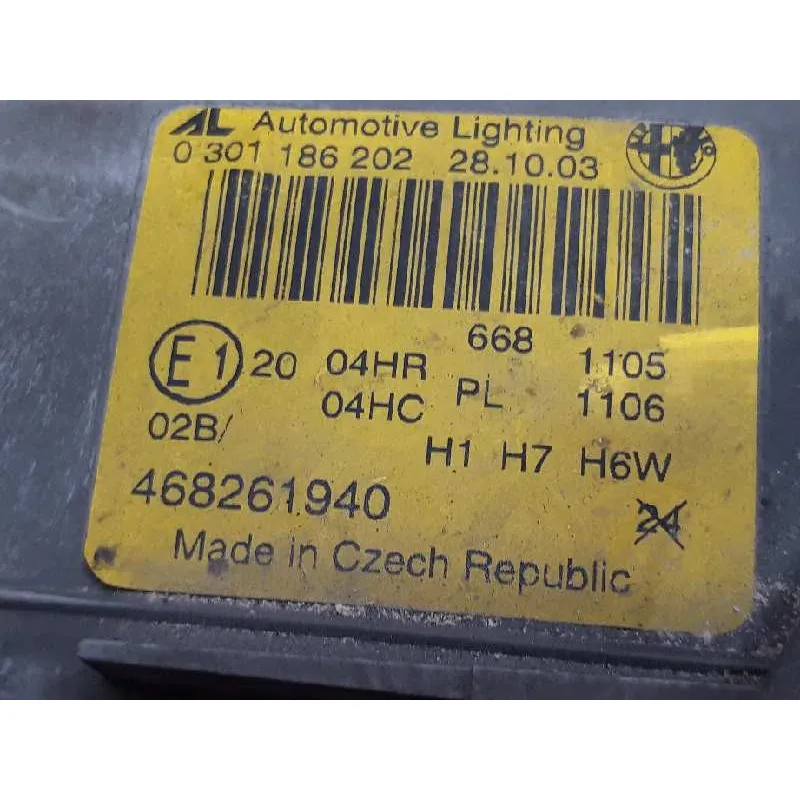 AL Automotive Lighting
0 301 186 202 28.10.03
668
E1 20 04HR 1105
04HC PL 1106
02B/
H1 H7 H6W
468261940
24
Made in Czech Republic